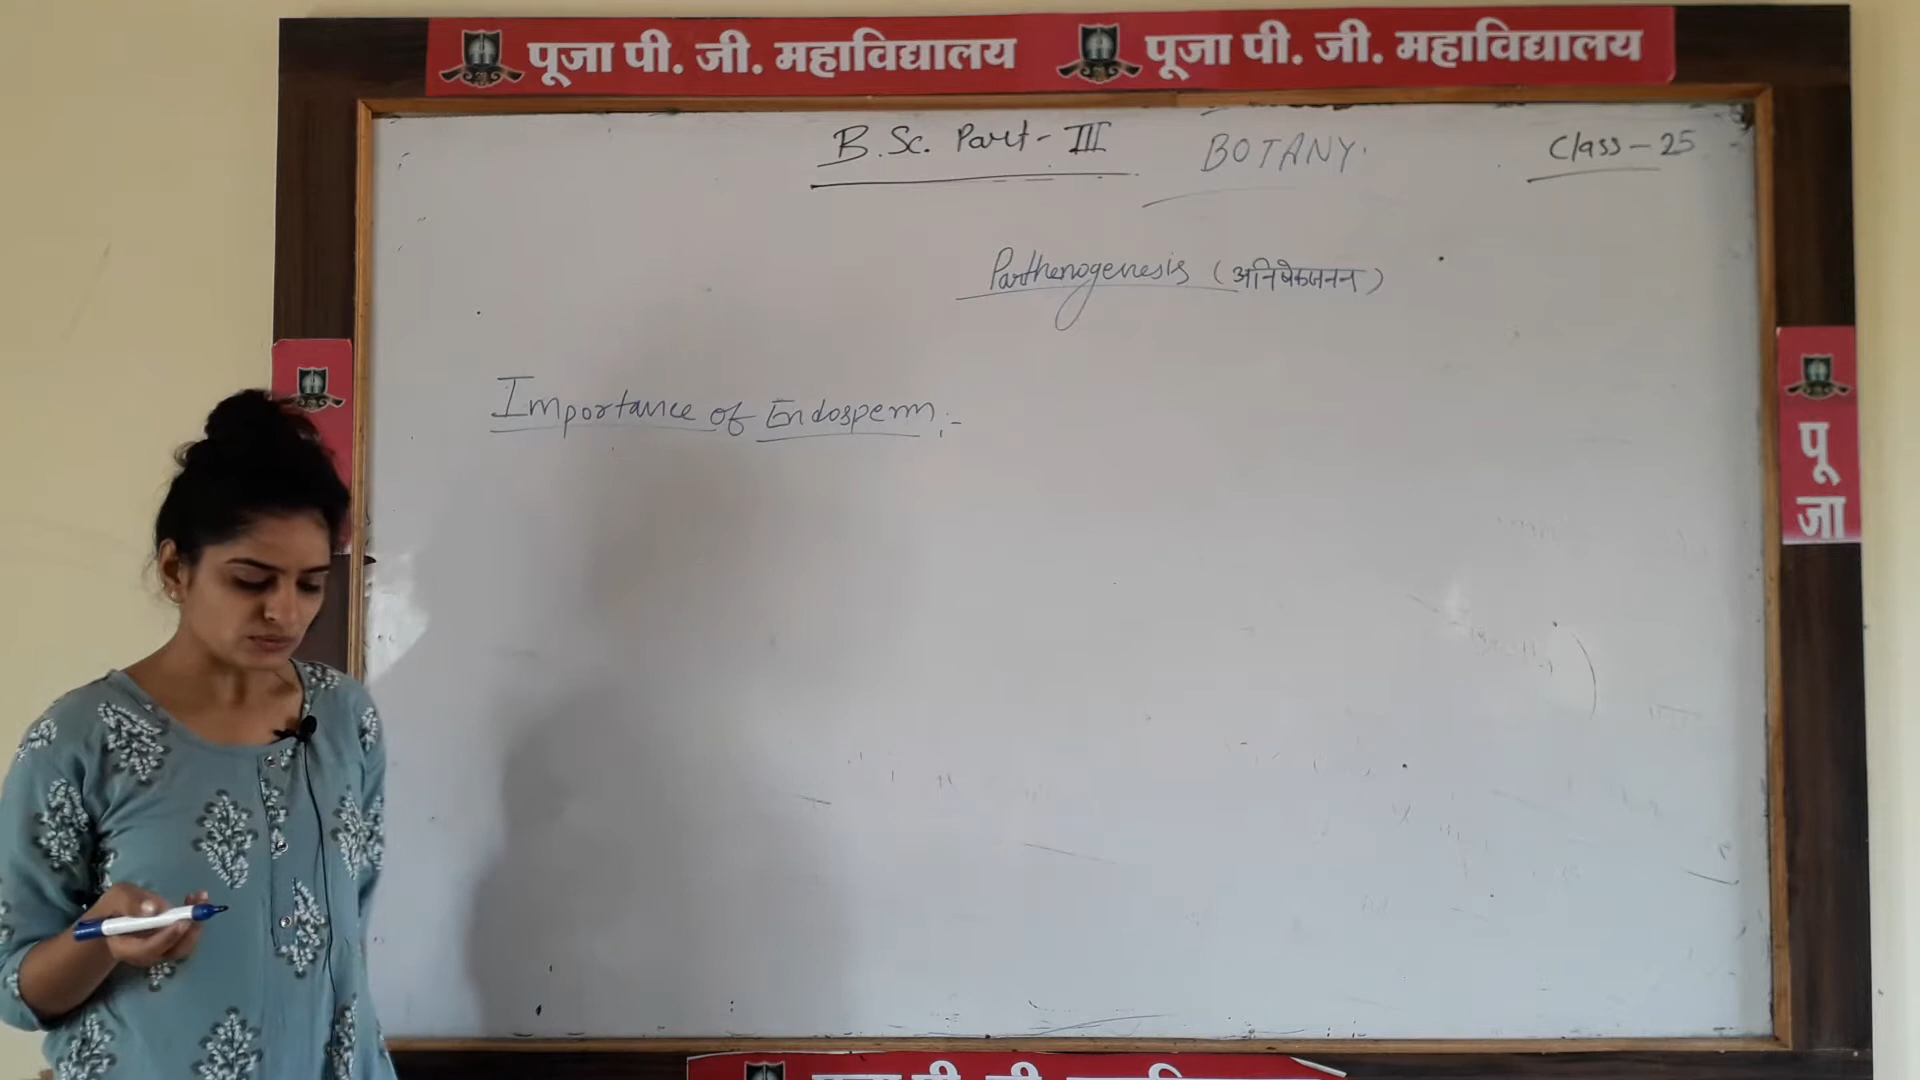 पूजा पी. जी. महाविद्यालय पूजा पी. जी. महाविद्यालय
B.Sc. Part-III BOTANY. Class-25
Parthenogenesis (अनिषेकजनन)
Importance of Endosperm:-
पू
जा